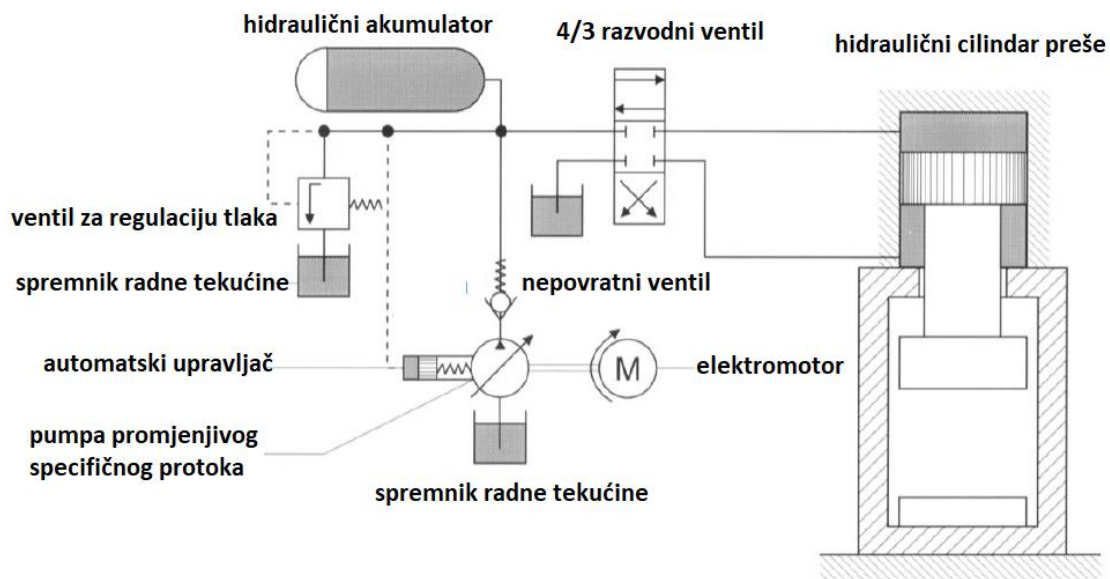 hidraulični akumulator
4/3 razvodni ventil
hidraulični cilindar preše
ventil za regulaciju tlaka
spremnik radne tekućine
nepovratni ventil
automatski upravljač
M
elektromotor
pumpa promjenjivog
specifičnog protoka
spremnik radne tekućine